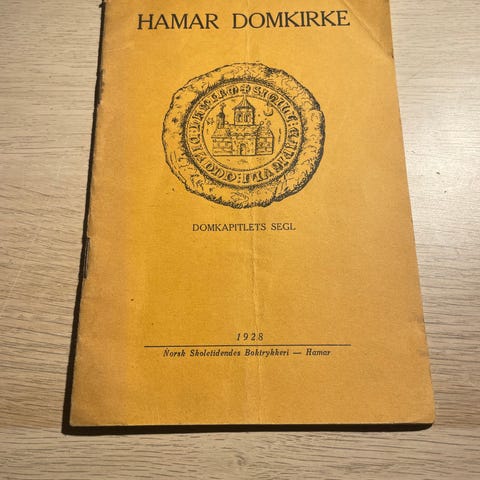 HAMAR DOMKIRKE
DOMKAPITLETS SEGL
1928
Norsk Skoletidendes Boktrykkeri — Hamar